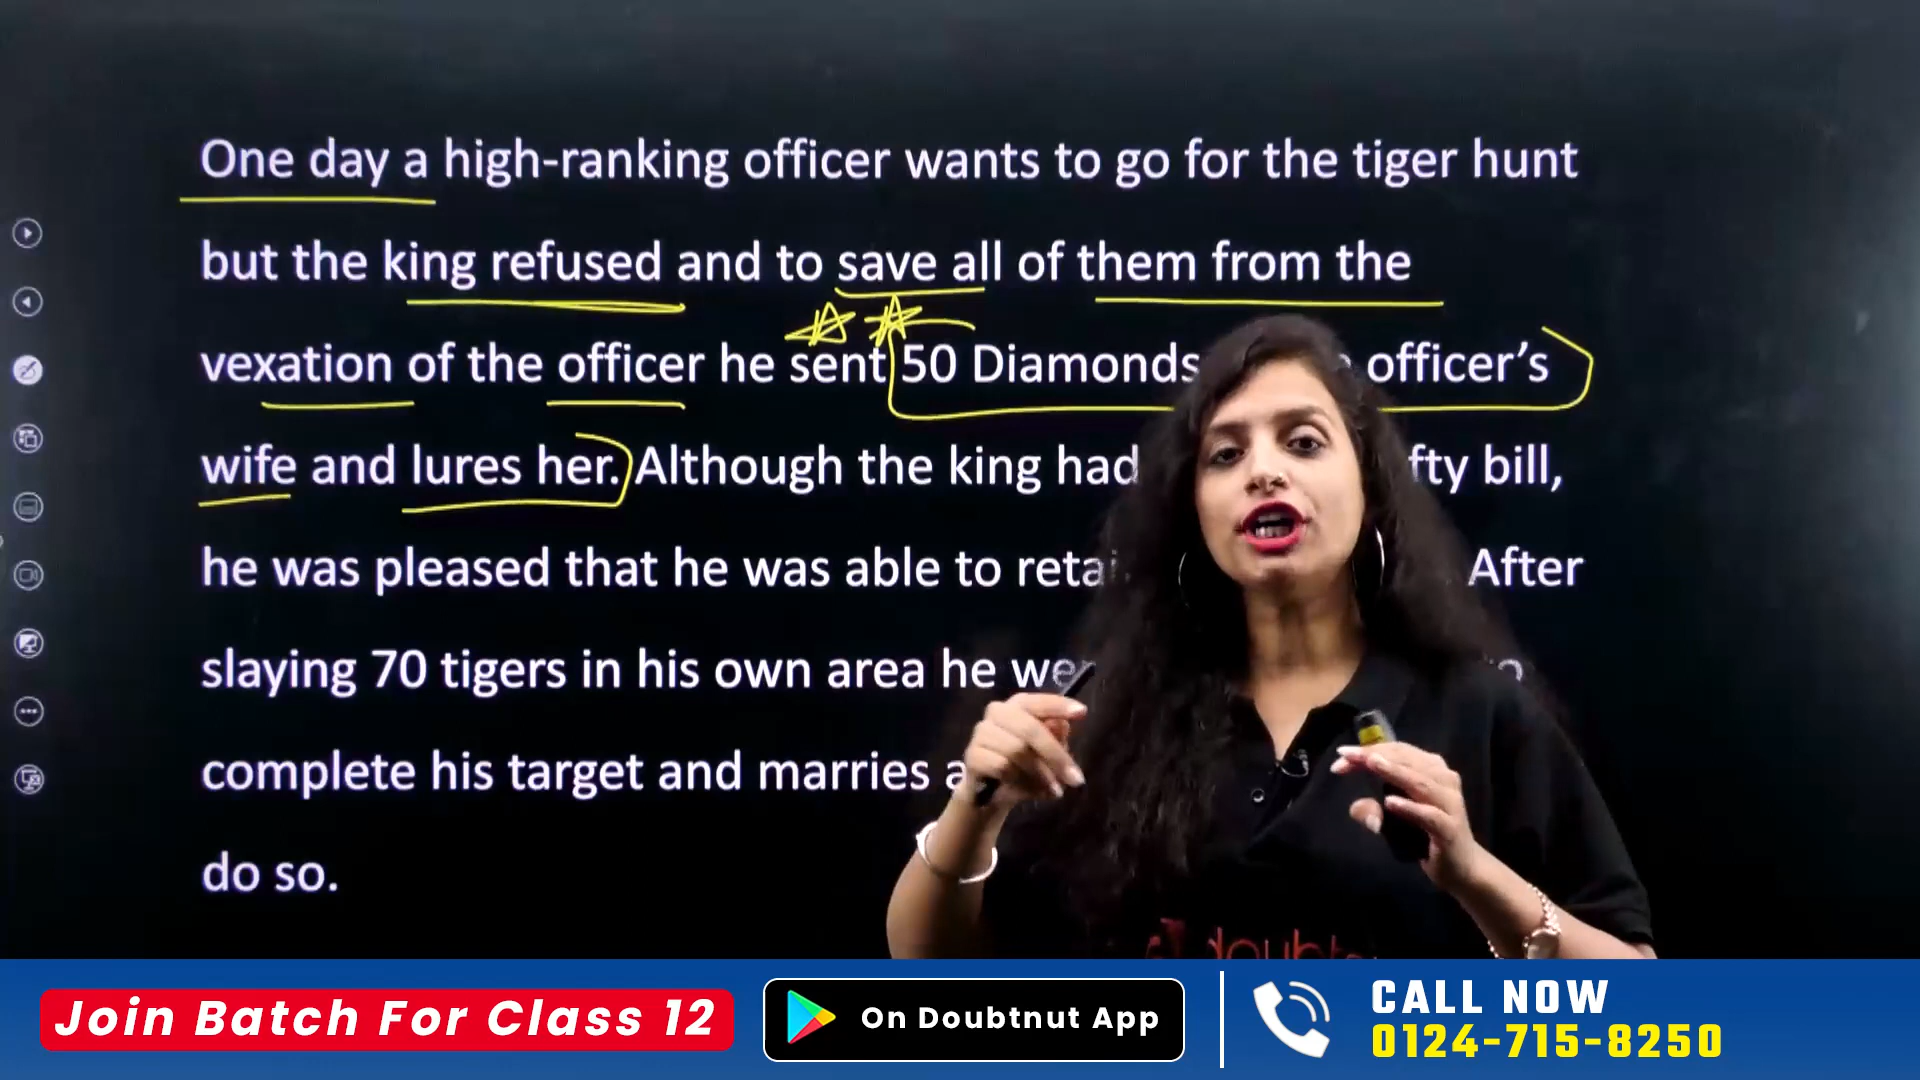 One day a high-ranking officer wants to go for the tiger hunt
but the king refused and to save all of them from the
vexation of the officer he sent 50 Diamonds officer's
wife and lures her. Although the king had fty bill,
he was pleased that he was able to After
slaying 70 tigers in his own area he
complete his target and marries
do so.
Join Batch For Class 12
On Doubtnut App
CALL NOW
0124-715-8250